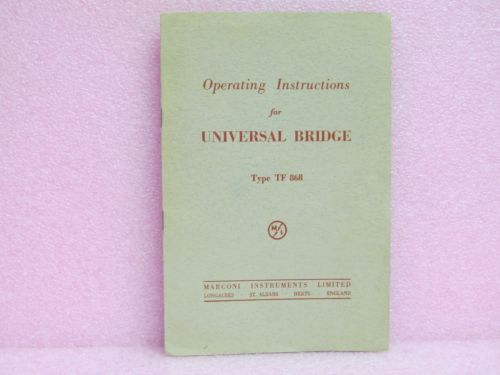 Operating Instructions
for
UNIVERSAL BRIDGE
Type TF 868
M/I
MARCONI INSTRUMENTS LIMITED
LONGACRES · ST. ALBANS · HERTS · ENGLAND